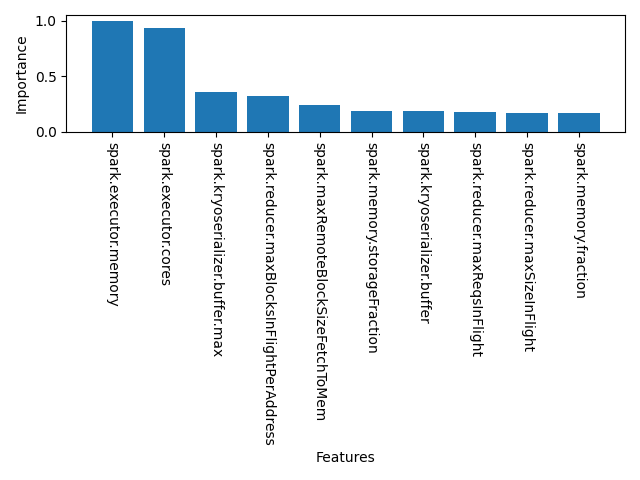 1.0
0.5
0.0
Importance
spark.executor.memory
spark.executor.cores
spark.kryoserializer.buffer.max
spark.reducer.maxBlocksInFlightPerAddress
spark.maxRemoteBlockSizeFetchToMem
spark.memory.storageFraction
spark.kryoserializer.buffer
spark.reducer.maxReqsInFlight
spark.reducer.maxSizeInFlight
spark.memory.fraction
Features